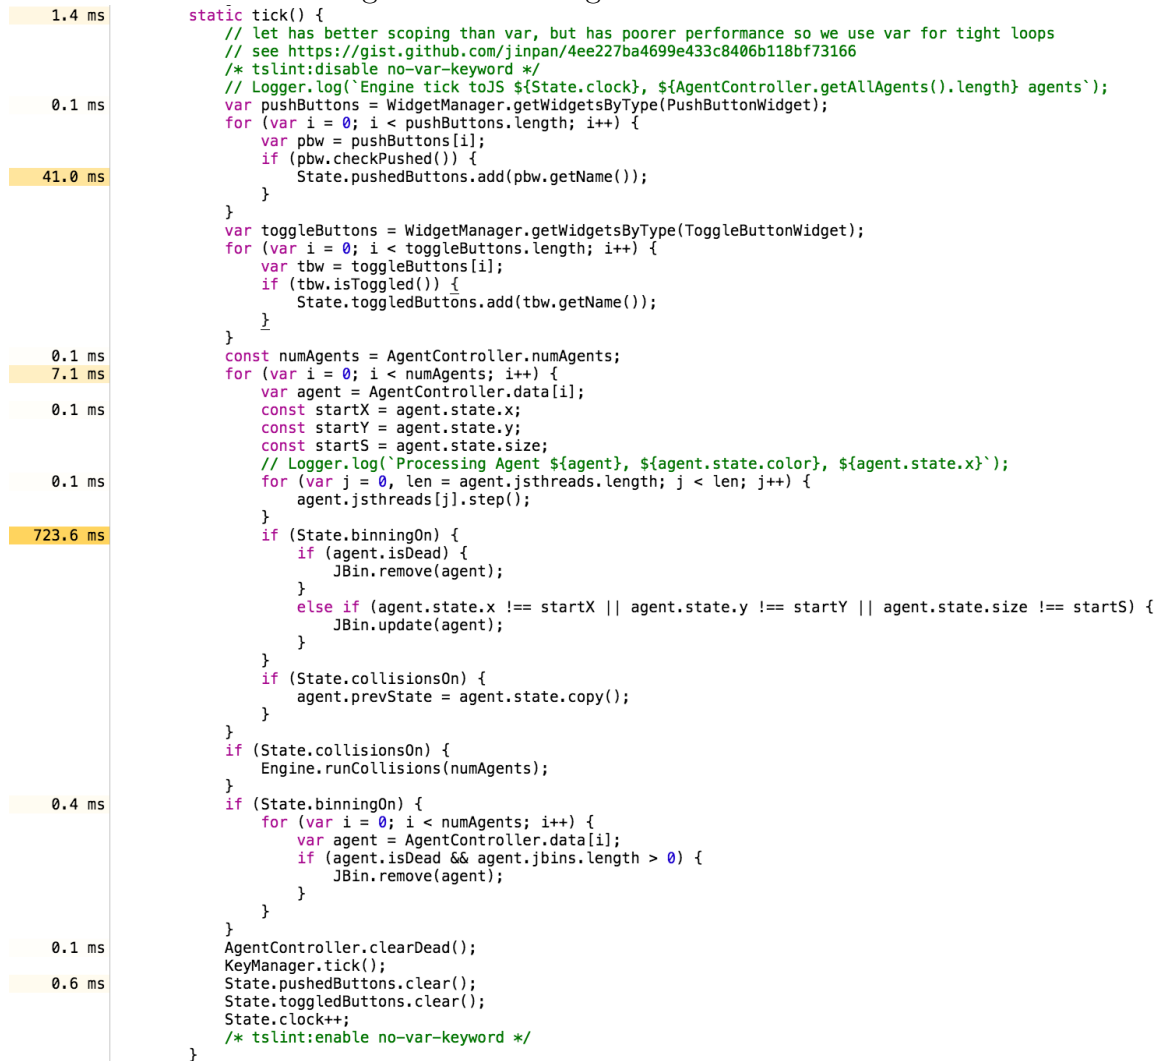 1.4 ms static tick() {
// let has better scoping than var, but has poorer performance so we use var for tight loops
// see https://gist.github.com/jinpan/4ee227ba4699e433c8406b118bf73166
/* tslint:disable no-var-keyword */
// Logger.log(`Engine tick toJS ${State.clock}, ${AgentController.getAllAgents().length} agents`);
0.1 ms var pushButtons = WidgetManager.getWidgetsByType(PushButtonWidget);
for (var i = 0; i < pushButtons.length; i++) {
var pbw = pushButtons[i];
if (pbw.checkPushed()) {
41.0 ms State.pushedButtons.add(pbw.getName());
}
}
var toggleButtons = WidgetManager.getWidgetsByType(ToggleButtonWidget);
for (var i = 0; i < toggleButtons.length; i++) {
var tbw = toggleButtons[i];
if (tbw.isToggled()) {
State.toggledButtons.add(tbw.getName());
}
}
0.1 ms const numAgents = AgentController.numAgents;
7.1 ms for (var i = 0; i < numAgents; i++) {
var agent = AgentController.data[i];
0.1 ms const startX = agent.state.x;
const startY = agent.state.y;
const startS = agent.state.size;
// Logger.log(`Processing Agent ${agent}, ${agent.state.color}, ${agent.state.x}`);
0.1 ms for (var j = 0, len = agent.jsthreads.length; j < len; j++) {
agent.jsthreads[j].step();
}
723.6 ms if (State.binningOn) {
if (agent.isDead) {
JBin.remove(agent);
}
else if (agent.state.x !== startX || agent.state.y !== startY || agent.state.size !== startS) {
JBin.update(agent);
}
}
if (State.collisionsOn) {
agent.prevState = agent.state.copy();
}
}
if (State.collisionsOn) {
Engine.runCollisions(numAgents);
}
0.4 ms if (State.binningOn) {
for (var i = 0; i < numAgents; i++) {
var agent = AgentController.data[i];
if (agent.isDead && agent.jbins.length > 0) {
JBin.remove(agent);
}
}
}
0.1 ms AgentController.clearDead();
KeyManager.tick();
0.6 ms State.pushedButtons.clear();
State.toggledButtons.clear();
State.clock++;
/* tslint:enable no-var-keyword */
}